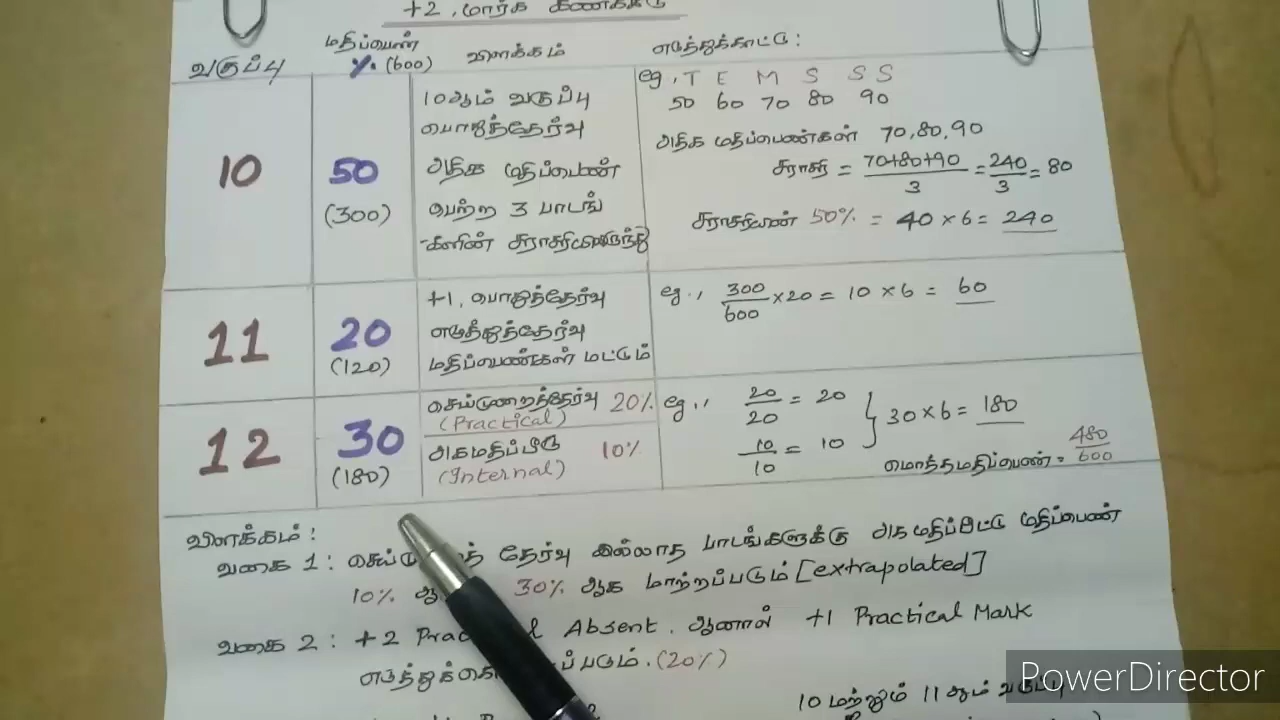 +2, மார்க் கணக்கீடு
வகுப்பு
மதிப்பெண்
% (600)
விளக்கம்
எடுத்துக்காட்டு:
10
50
(300)
10ஆம் வகுப்பு
பொதுத்தேர்வு
அதிக மதிப்பெண்
பெற்ற 3 பாடங்
-களின் சராசரியிலிருந்து
eg, T E M S SS
50 60 70 80 90
அதிக மதிப்பெண்கள் 70,80,90
சராசரி = 70+80+90/3 = 240/3 = 80
சராசரியின் 50% = 40 × 6 = 240
11
20
(120)
+1, பொதுத்தேர்வு
எழுத்துத்தேர்வு
மதிப்பெண்கள் மட்டும்
eg., 300/600 × 20 = 10 × 6 = 60
12
30
(180)
செய்முறைத்தேர்வு 20%
(Practical)
அகமதிப்பீடு 10%
(Internal)
eg., 20/20 = 20
10/10 = 10
} 30 × 6 = 180
மொத்தமதிப்பெண் = 480/600
விளக்கம்:
வகை 1: தேர்வு இல்லாத பாடங்களுக்கு அகமதிப்பீட்டு மதிப்பெண்
10% 30% ஆக மாற்றப்படும் [extrapolated]
வகை 2: +2 Absent. ஆனால் +1 Practical Mark
(20%)
10 மற்றும் 11ஆம் வகுப்பு
PowerDirector